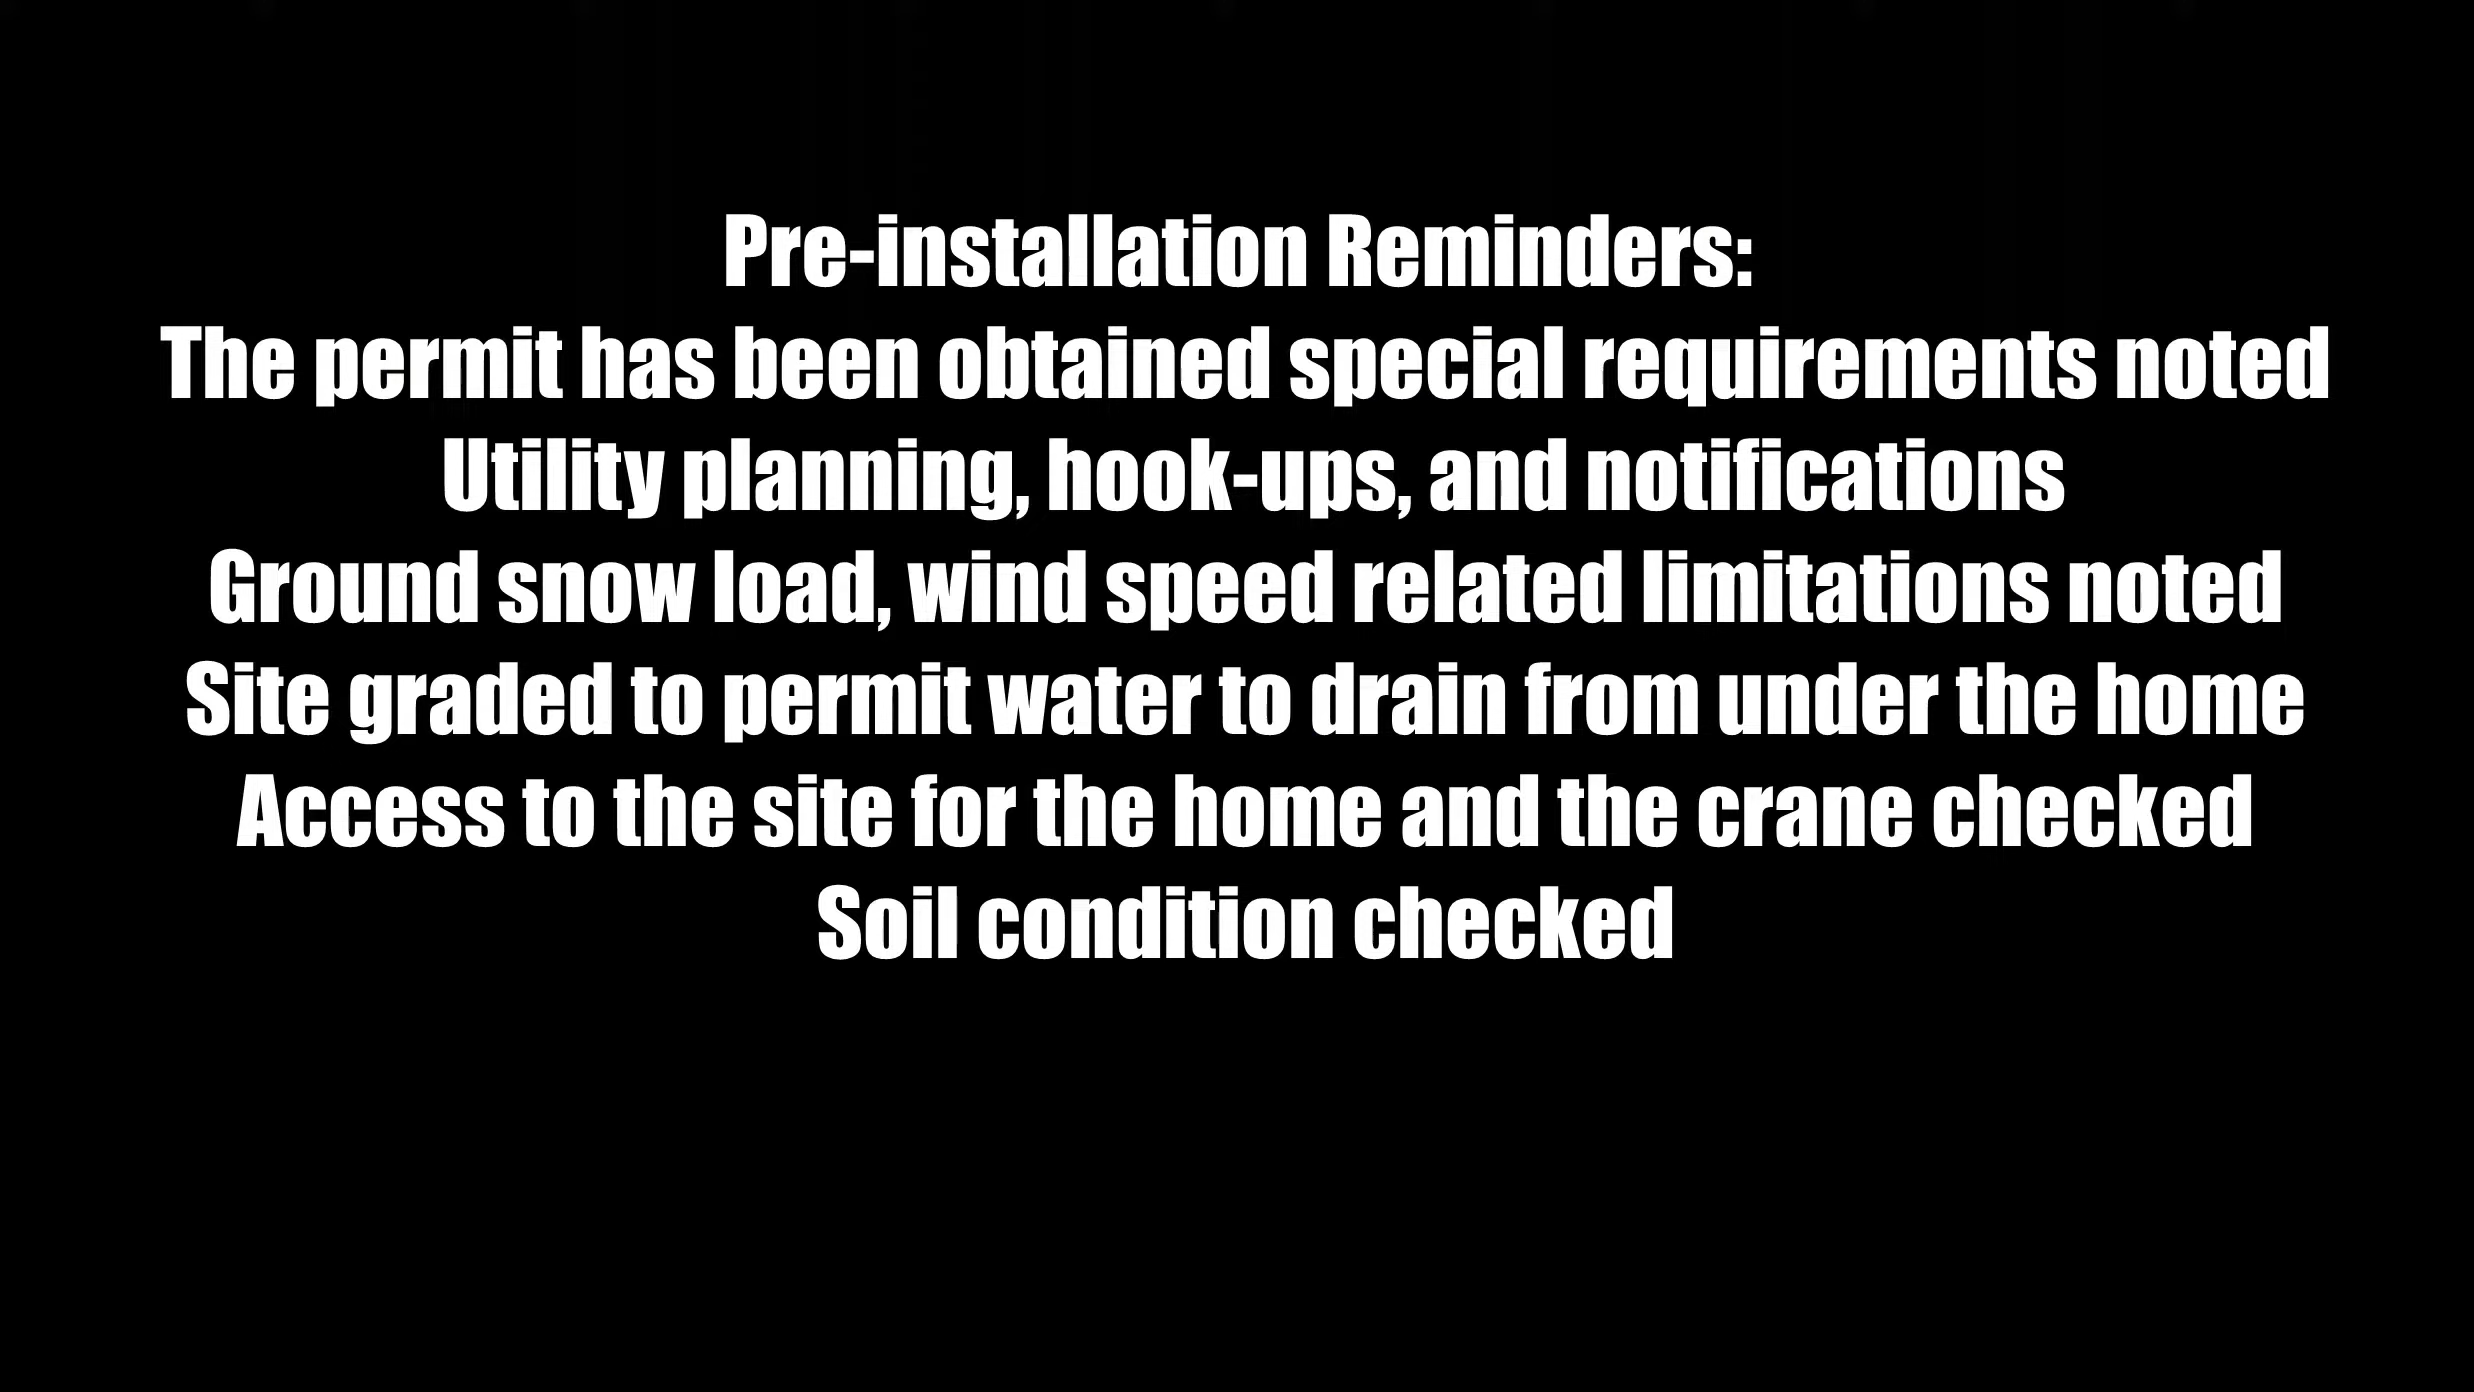 Pre-installation Reminders:
The permit has been obtained special requirements noted
Utility planning, hook-ups, and notifications
Ground snow load, wind speed related limitations noted
Site graded to permit water to drain from under the home
Access to the site for the home and the crane checked
Soil condition checked